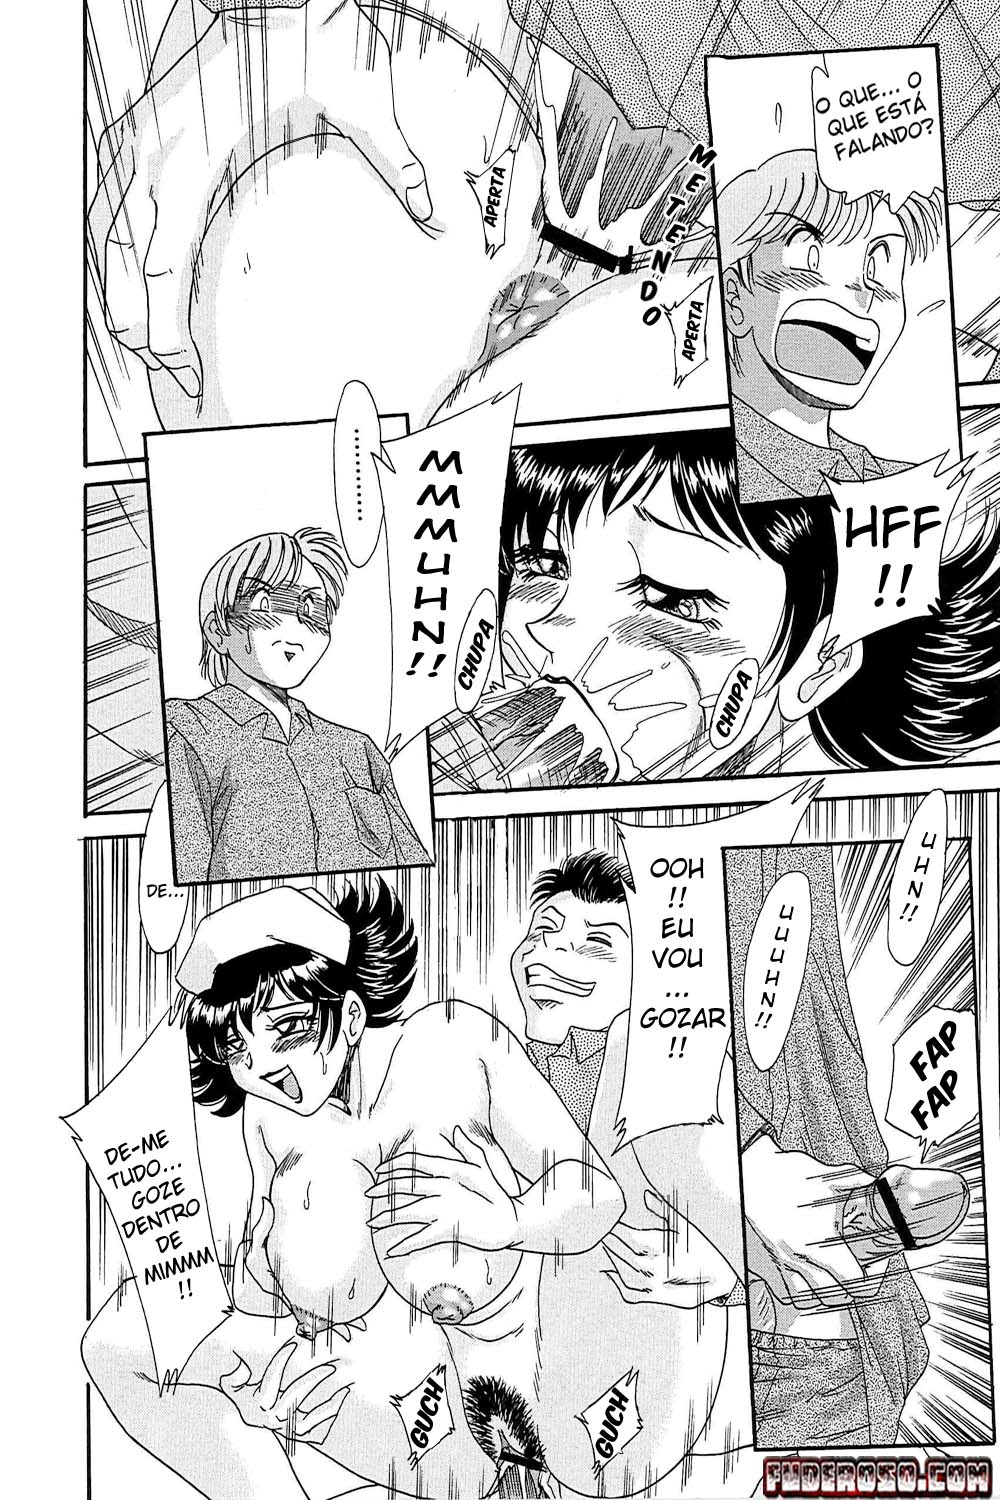 O QUE... O
QUE ESTÁ
FALANDO?
METENDO
APERTA
APERTA
HFF
!!
MMMUHN!!
..........
CHUPA
CHUPA
UHN!!
UUUHN!!
FAP
FAP
OOH
!!
EU
VOU
...
GOZAR
!!
DE...
DE-ME
TUDO...
GOZE
DENTRO
DE
MIMMM
!!
GUCH
GUCH
FUDEROSO.COM